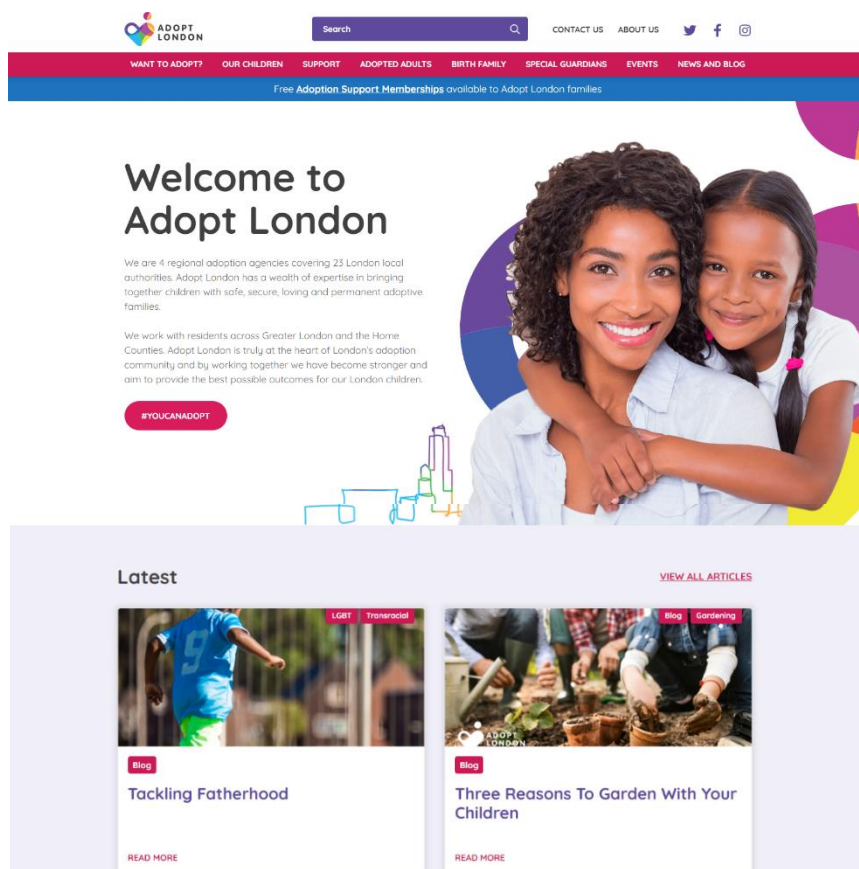 ADOPT
LONDON
Search
CONTACT US
ABOUT US
WANT TO ADOPT?
OUR CHILDREN
SUPPORT
ADOPTED ADULTS
BIRTH FAMILY
SPECIAL GUARDIANS
EVENTS
NEWS AND BLOG
Free Adoption Support Memberships available to Adopt London families
Welcome to
Adopt London
We are 4 regional adoption agencies covering 23 London local
authorities. Adopt London has a wealth of expertise in bringing
together children with safe, secure, loving and permanent adoptive
families.
We work with residents across Greater London and the Home
Counties. Adopt London is truly at the heart of London's adoption
community and by working together we have become stronger and
aim to provide the best possible outcomes for our London children.
#YOUCANADOPT
Latest
VIEW ALL ARTICLES
LGBT
Transracial
9
Blog
Tackling Fatherhood
READ MORE
Blog
Gardening
ADOPT
LONDON
Blog
Three Reasons To Garden With Your
Children
READ MORE